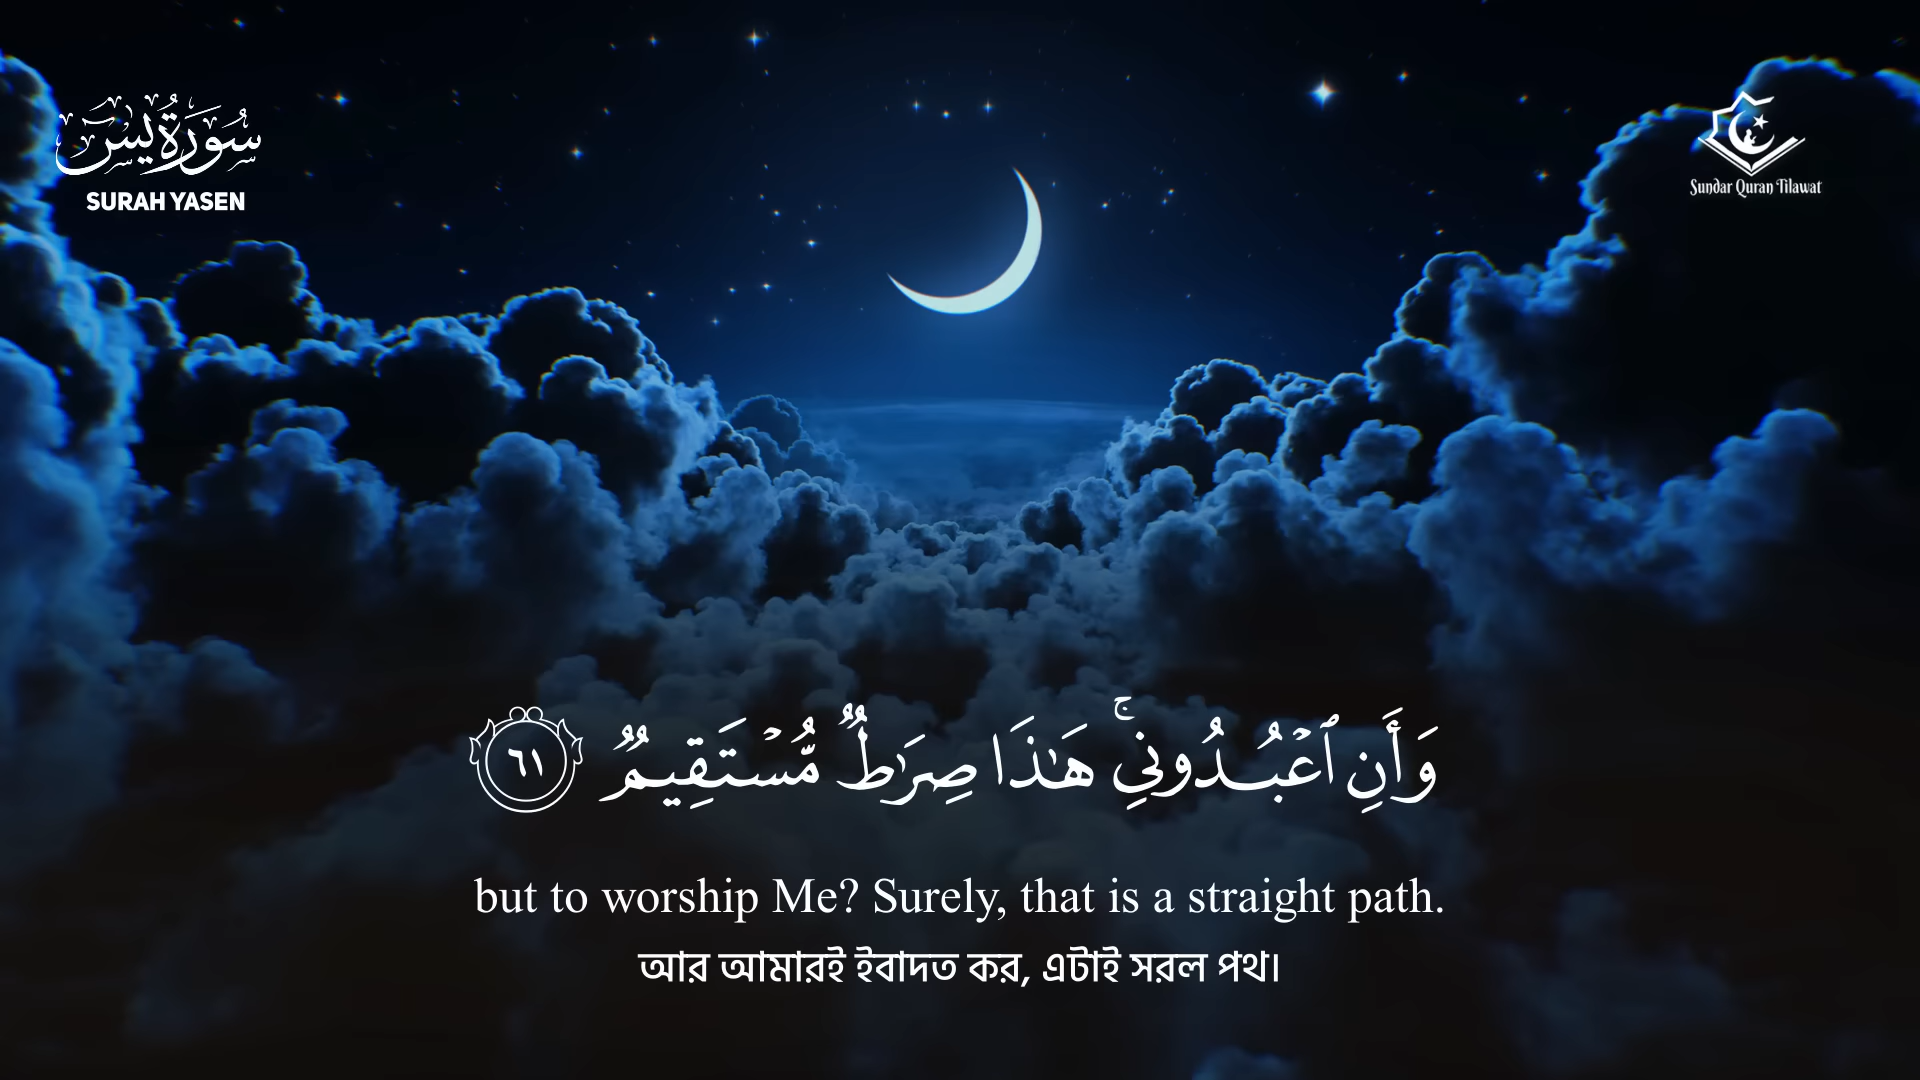 سُورَةُ يس
SURAH YASEN
Sundar Quran Tilawat
وَأَنِ ٱعْبُدُونِي ۚ هَـٰذَا صِرَٰطٌ مُّسْتَقِيمٌ ٦١
but to worship Me? Surely, that is a straight path.
আর আমারই ইবাদত কর, এটাই সরল পথ।